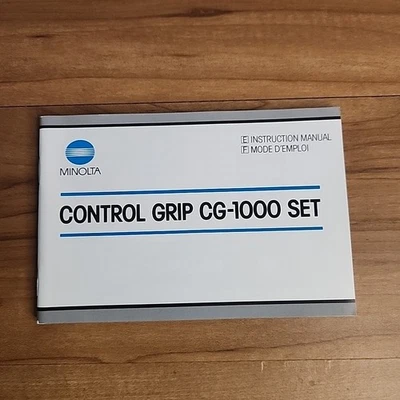 MINOLTA
[E] INSTRUCTION MANUAL
[F] MODE D'EMPLOI
CONTROL GRIP CG-1000 SET